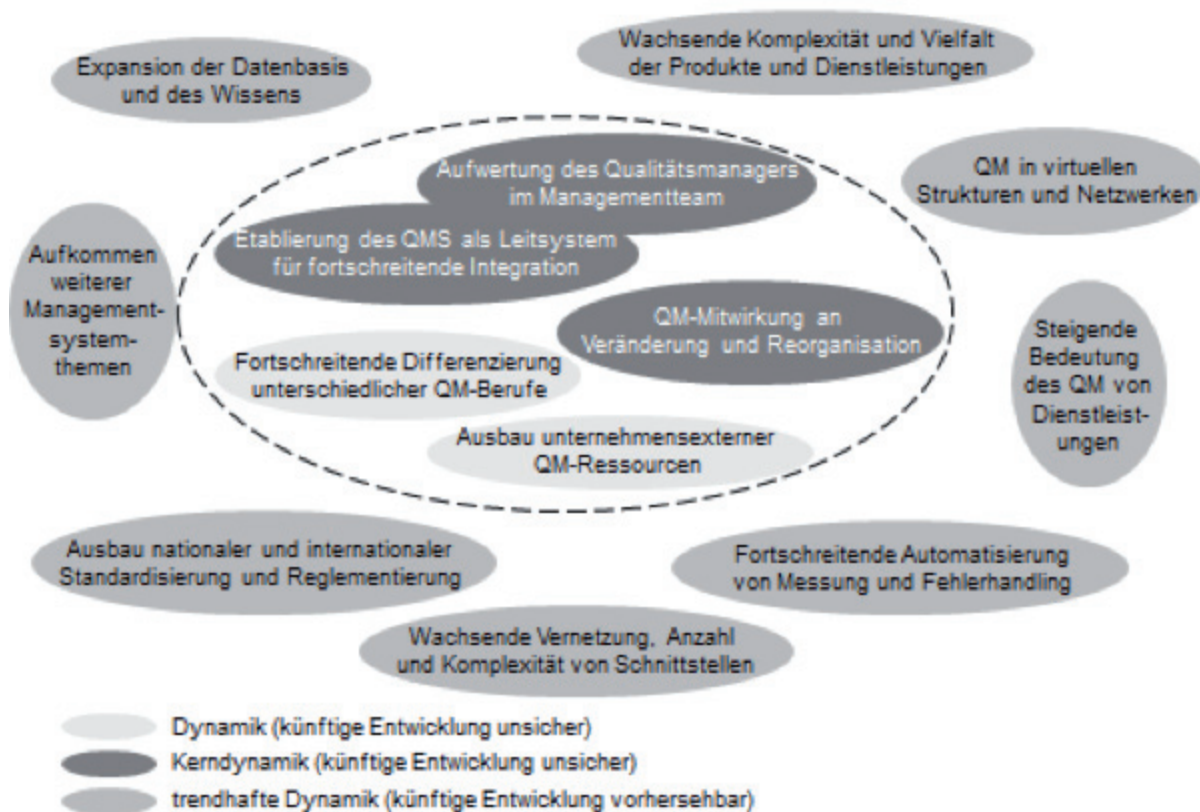 Wachsende Komplexität und Vielfalt
der Produkte und Dienstleistungen
Expansion der Datenbasis
und des Wissens
Aufwertung des Qualitätsmanagers
im Managementteam
QM in virtuellen
Strukturen und Netzwerken
Etablierung des QMS als Leitsystem
für fortschreitende Integration
Aufkommen
weiterer
Management-
system-
themen
QM-Mitwirkung an
Veränderung und Reorganisation
Steigende
Bedeutung
des QM von
Dienstleist-
ungen
Fortschreitende Differenzierung
unterschiedlicher QM-Berufe
Ausbau unternehmensexterner
QM-Ressourcen
Ausbau nationaler und internationaler
Standardisierung und Reglementierung
Fortschreitende Automatisierung
von Messung und Fehlerhandling
Wachsende Vernetzung, Anzahl
und Komplexität von Schnittstellen
Dynamik (künftige Entwicklung unsicher)
Kerndynamik (künftige Entwicklung unsicher)
trendhafte Dynamik (künftige Entwicklung vorhersehbar)